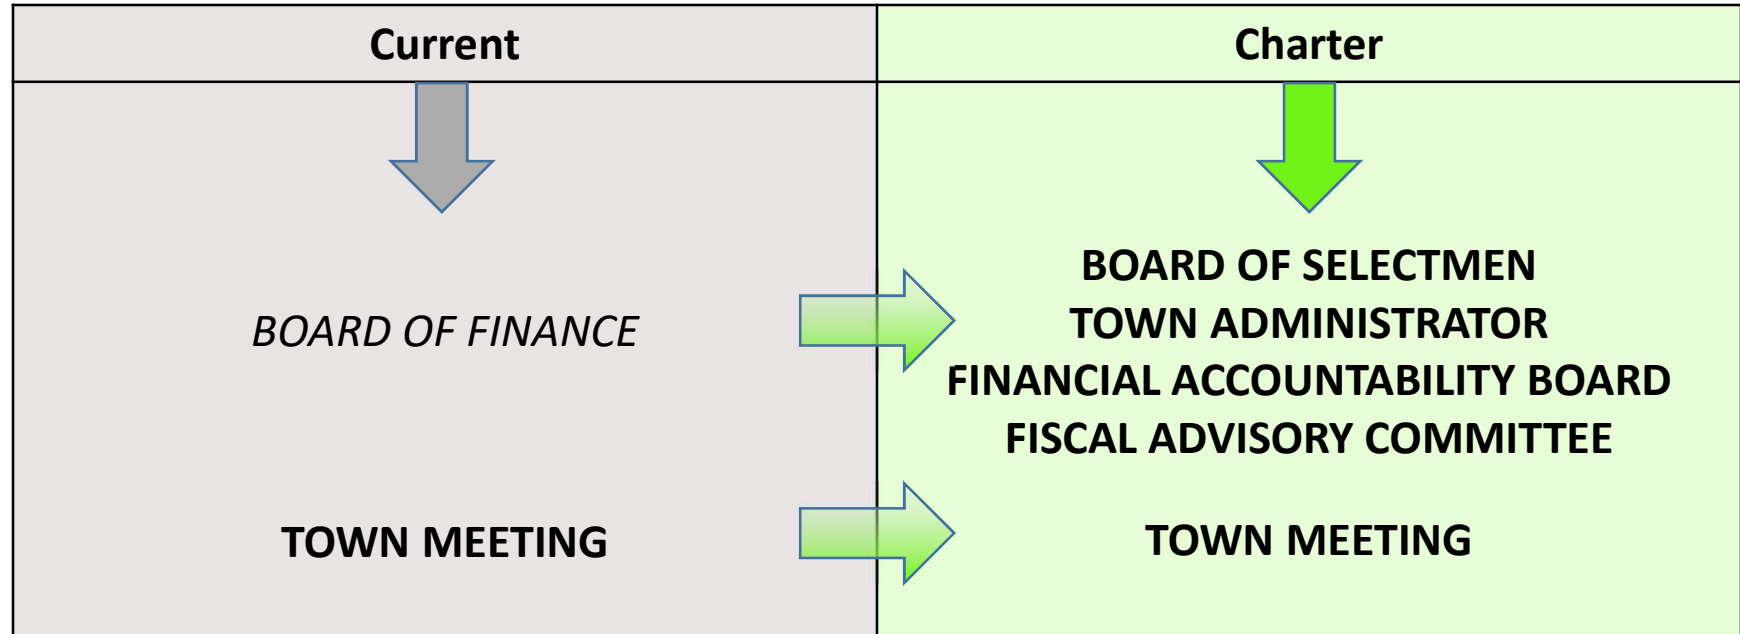 Current
Charter
BOARD OF FINANCE
BOARD OF SELECTMEN
TOWN ADMINISTRATOR
FINANCIAL ACCOUNTABILITY BOARD
FISCAL ADVISORY COMMITTEE
TOWN MEETING
TOWN MEETING